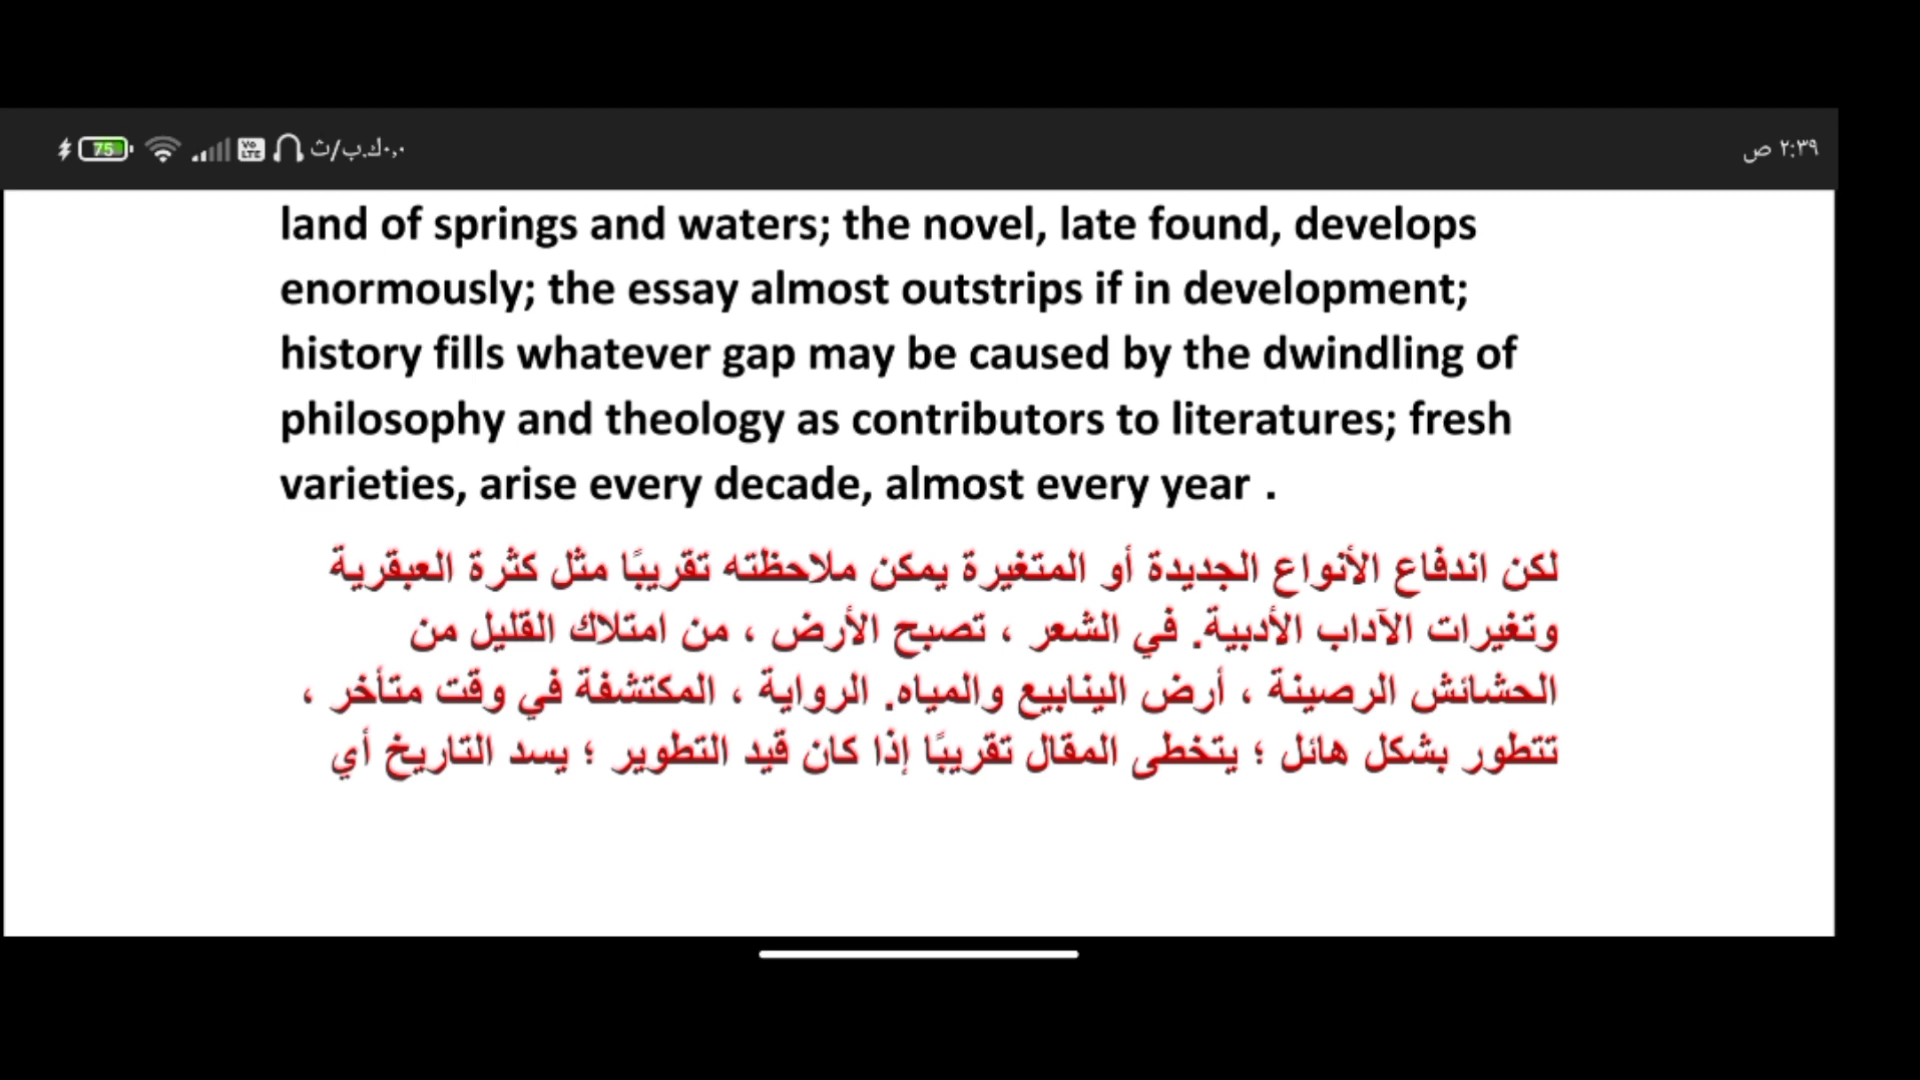 75 VoLTE ٠,٠ك.ب/ث
٢:٣٩ ص
land of springs and waters; the novel, late found, develops
enormously; the essay almost outstrips if in development;
history fills whatever gap may be caused by the dwindling of
philosophy and theology as contributors to literatures; fresh
varieties, arise every decade, almost every year .
لكن اندفاع الأنواع الجديدة أو المتغيرة يمكن ملاحظته تقريبًا مثل كثرة العبقرية
وتغيرات الآداب الأدبية. في الشعر ، تصبح الأرض ، من امتلاك القليل من
الحشائش الرصينة ، أرض الينابيع والمياه. الرواية ، المكتشفة في وقت متأخر ،
تتطور بشكل هائل ؛ يتخطى المقال تقريبًا إذا كان قيد التطوير ؛ يسد التاريخ أي